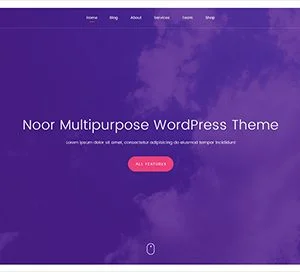 Home Blog About Services Team Shop
Noor Multipurpose WordPress Theme
Lorem ipsum dolor sit amet, consectetur adipisicing do eiusmod tempor incididunt
ALL FEATURES